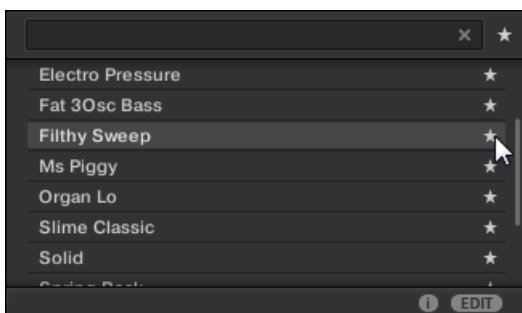 Electro Pressure
Fat 3Osc Bass
Filthy Sweep
Ms Piggy
Organ Lo
Slime Classic
Solid
EDIT